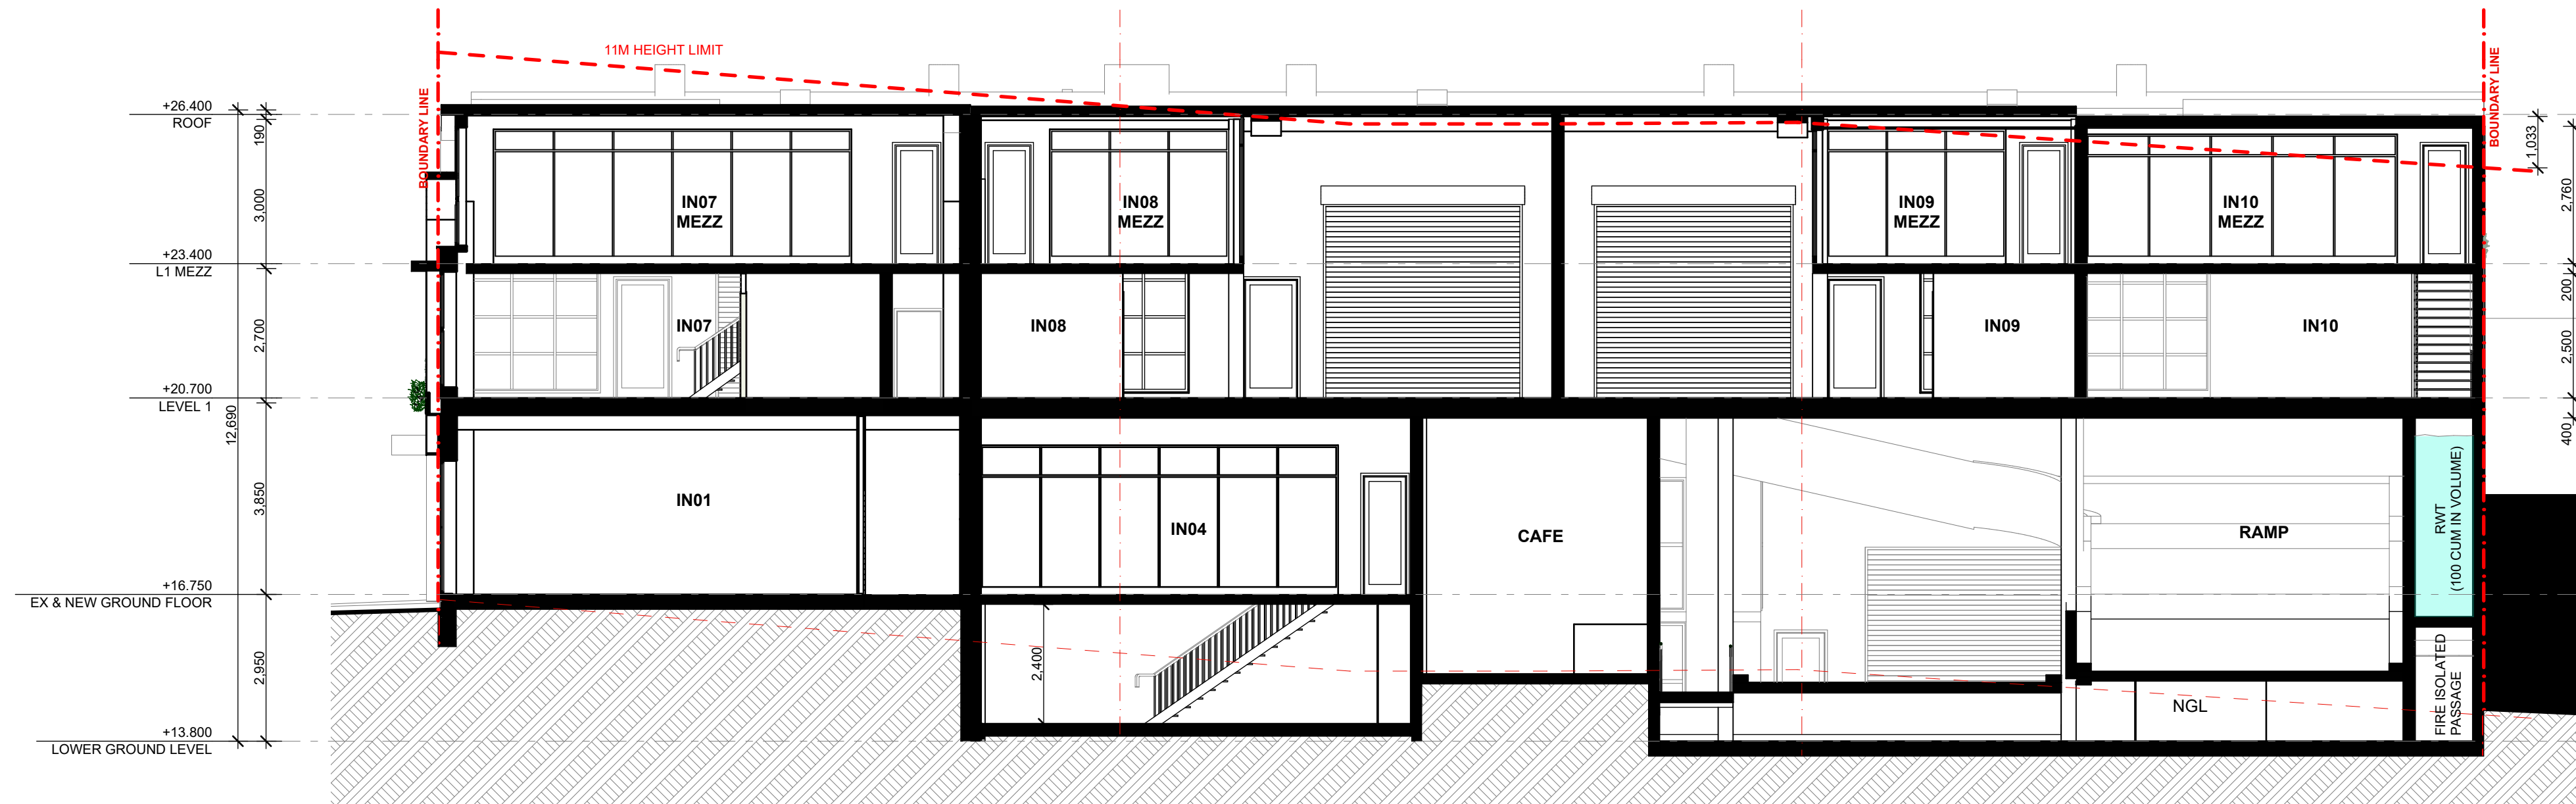 11M HEIGHT LIMIT
BOUNDARY LINE
BOUNDARY LINE
+26.400
ROOF
190
3,000
+23.400
L1 MEZZ
2,700
+20.700
LEVEL 1
12,690
3,850
+16.750
EX & NEW GROUND FLOOR
2,950
+13.800
LOWER GROUND LEVEL
IN07
MEZZ
IN08
MEZZ
IN09
MEZZ
IN10
MEZZ
IN07
IN08
IN09
IN10
IN01
IN04
CAFE
RAMP
RWT
(100 CUM IN VOLUME)
2,400
NGL
FIRE ISOLATED
PASSAGE
1,033
2,760
200
2,500
400